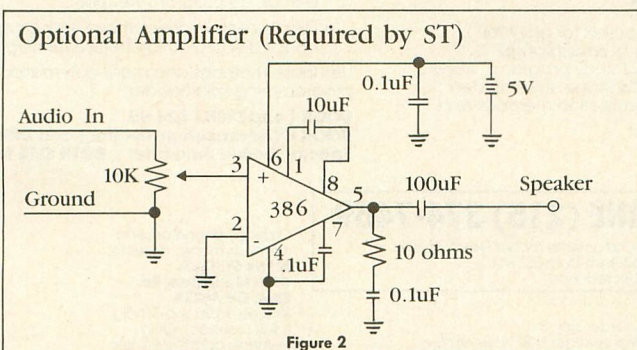 Optional Amplifier (Required by ST)
0.1uF
5V
10uF
Audio In
10K
3
6
1
+
8
5
386
100uF
Speaker
Ground
2
-
4
7
.1uF
10 ohms
0.1uF
Figure 2